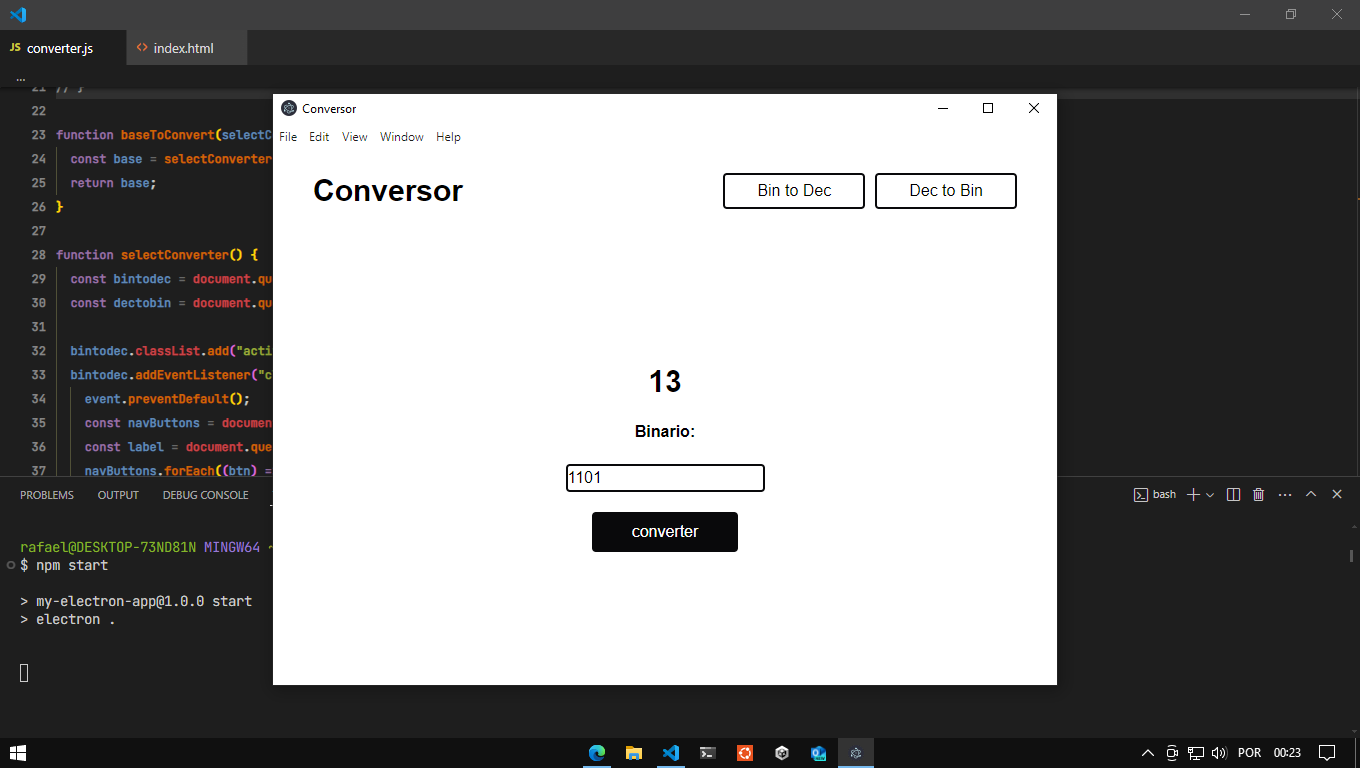 JS converter.js
<> index.html
...
21 // }
22
23 function baseToConvert(selectC
24 const base = selectConverter
25 return base;
26 }
27
28 function selectConverter() {
29 const bintodec = document.qu
30 const dectobin = document.qu
31
32 bintodec.classList.add("acti
33 bintodec.addEventListener("c
34 event.preventDefault();
35 const navButtons = documen
36 const label = document.que
37 navButtons.forEach((btn) =
Conversor
File Edit View Window Help
Conversor
Bin to Dec
Dec to Bin
13
Binario:
1101
converter
PROBLEMS OUTPUT DEBUG CONSOLE
bash
rafael@DESKTOP-73ND81N MINGW64 ~
$ npm start
> my-electron-app@1.0.0 start
> electron .
POR 00:23